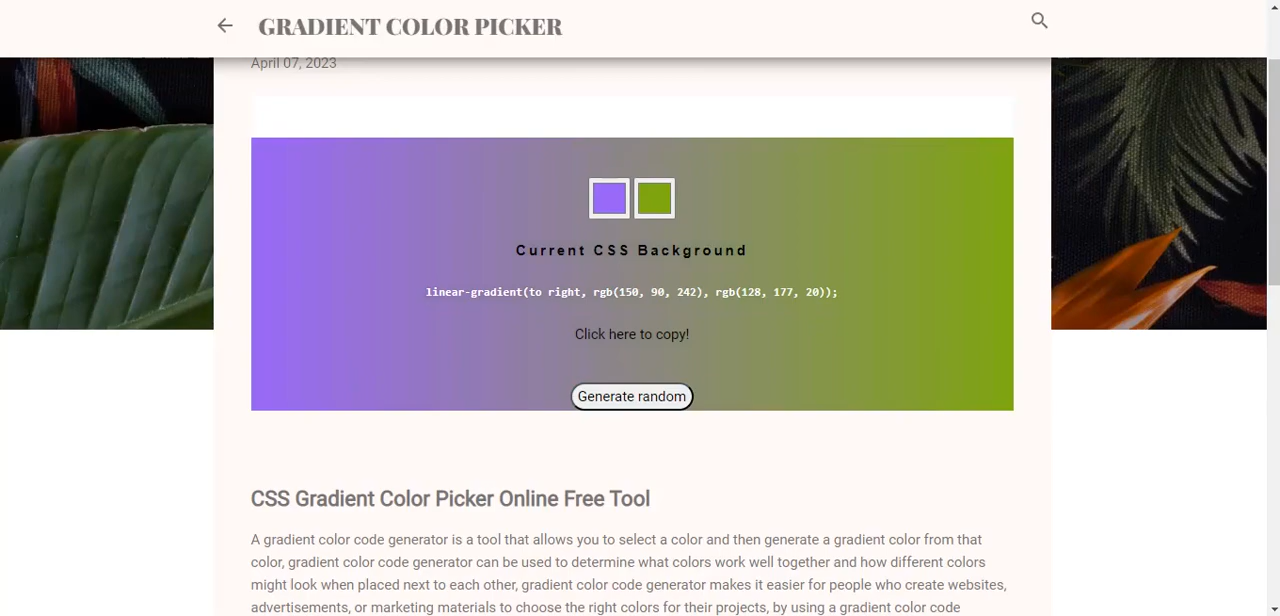 GRADIENT COLOR PICKER
April 07, 2023
Current CSS Background
linear-gradient(to right, rgb(150, 90, 242), rgb(128, 177, 20));
Click here to copy!
Generate random
CSS Gradient Color Picker Online Free Tool
A gradient color code generator is a tool that allows you to select a color and then generate a gradient color from that
color, gradient color code generator can be used to determine what colors work well together and how different colors
might look when placed next to each other, gradient color code generator makes it easier for people who create websites,
advertisements, or marketing materials to choose the right colors for their projects, by using a gradient color code